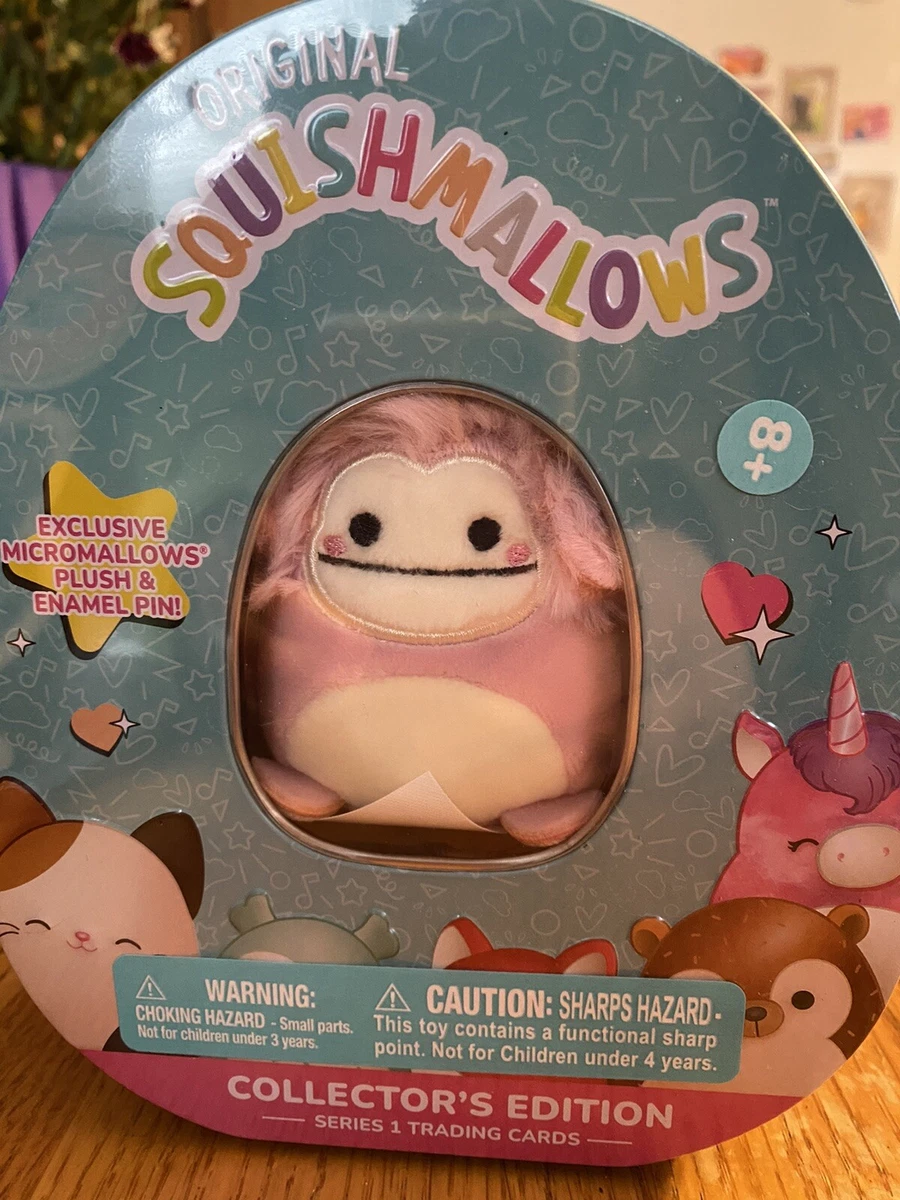 ORIGINAL
SQUISHMALLOWS™
8+
EXCLUSIVE
MICROMALLOWS®
PLUSH &
ENAMEL PIN!
WARNING:
CHOKING HAZARD - Small parts.
Not for children under 3 years.
CAUTION: SHARPS HAZARD -
This toy contains a functional sharp
point. Not for Children under 4 years.
COLLECTOR'S EDITION
SERIES 1 TRADING CARDS